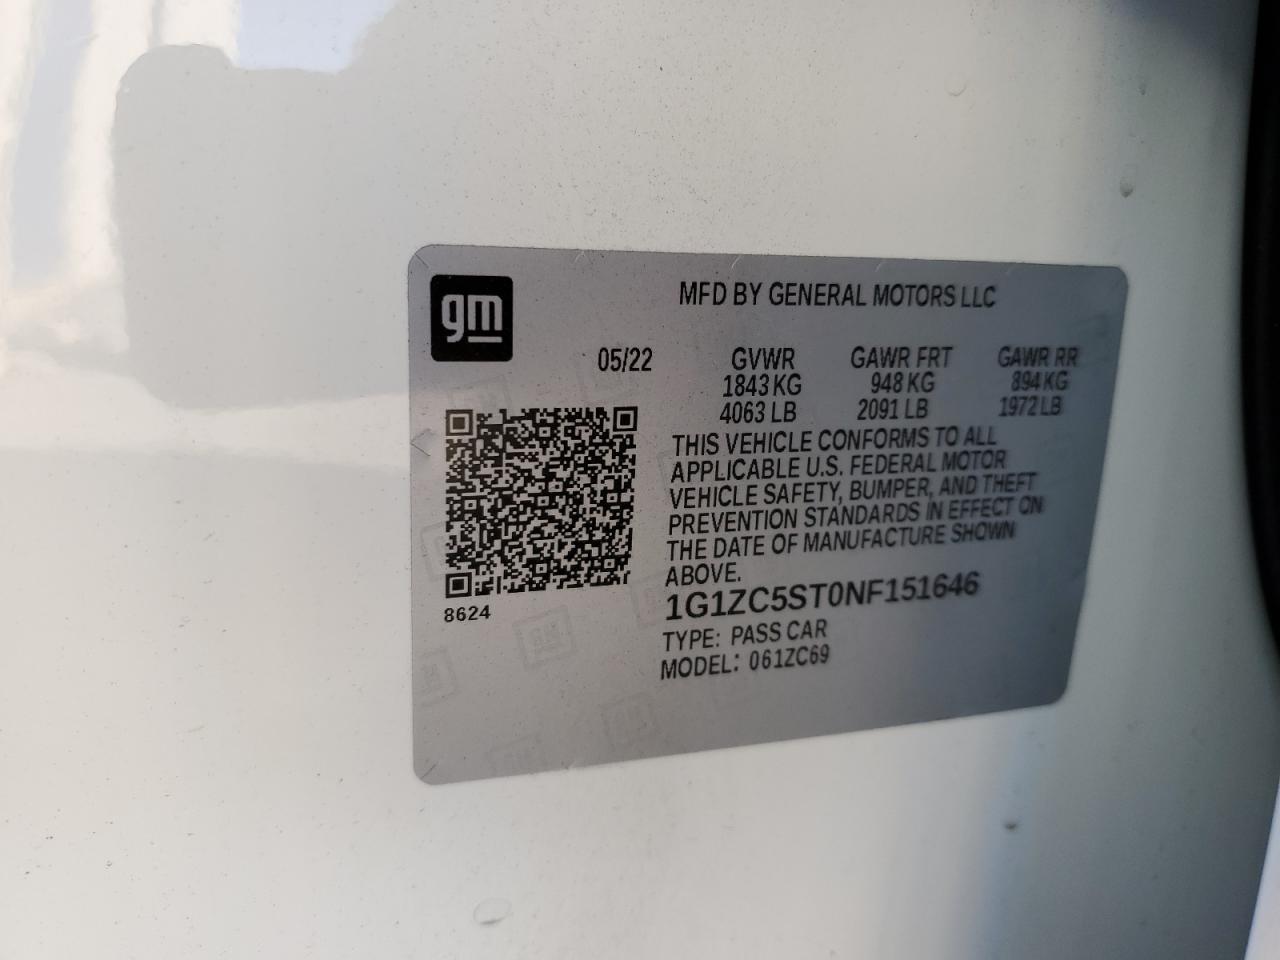 gm
MFD BY GENERAL MOTORS LLC
05/22 GVWR GAWR FRT GAWR RR
1843 KG 948 KG 894 KG
4063 LB 2091 LB 1972 LB
THIS VEHICLE CONFORMS TO ALL
APPLICABLE U.S. FEDERAL MOTOR
VEHICLE SAFETY, BUMPER, AND THEFT
PREVENTION STANDARDS IN EFFECT ON
THE DATE OF MANUFACTURE SHOWN
ABOVE.
8624
1G1ZC5ST0NF151646
TYPE: PASS CAR
MODEL: 061ZC69